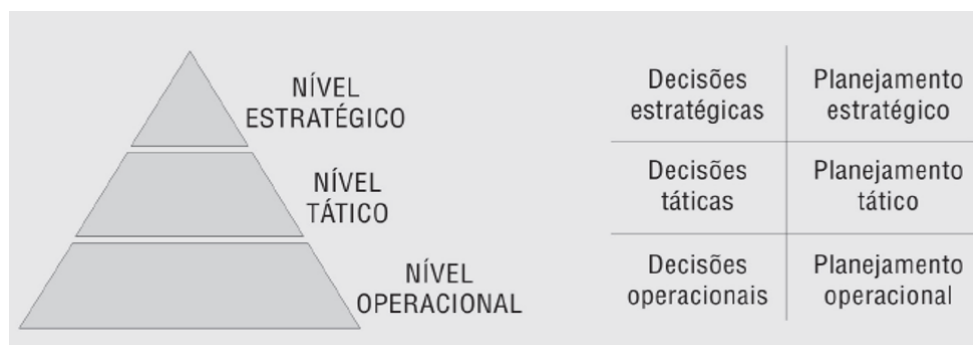 NÍVEL
ESTRATÉGICO
Decisões
estratégicas
Planejamento
estratégico
NÍVEL
TÁTICO
Decisões
táticas
Planejamento
tático
NÍVEL
OPERACIONAL
Decisões
operacionais
Planejamento
operacional